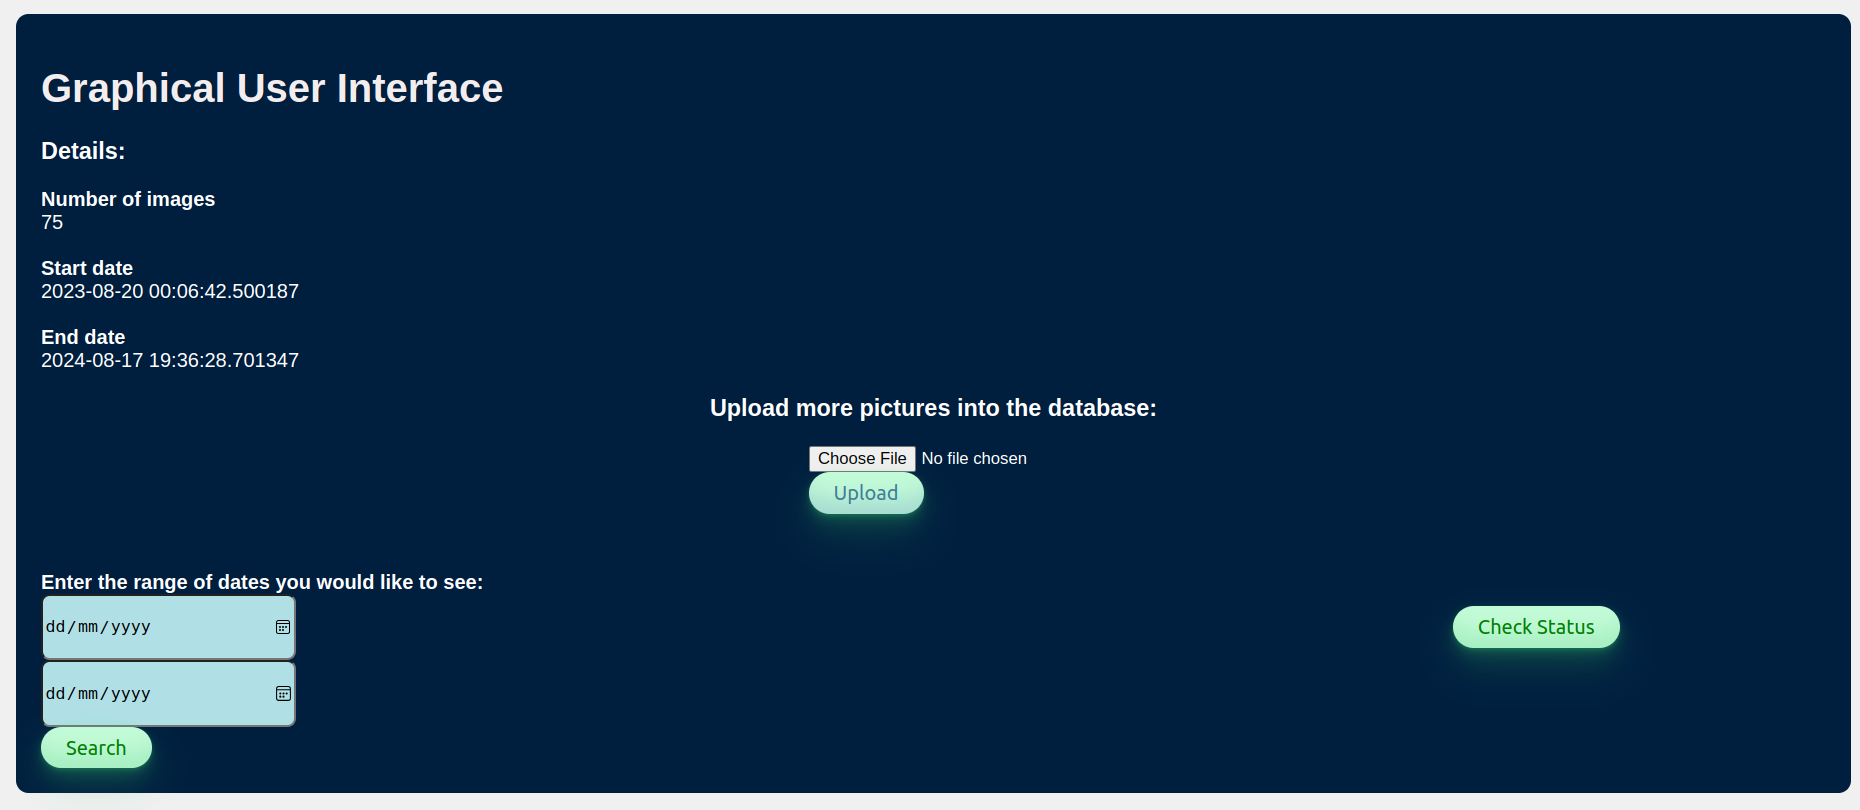 Graphical User Interface
Details:
Number of images
75
Start date
2023-08-20 00:06:42.500187
End date
2024-08-17 19:36:28.701347
Upload more pictures into the database:
Choose File No file chosen
Upload
Enter the range of dates you would like to see:
dd/mm/yyyy
Check Status
dd/mm/yyyy
Search